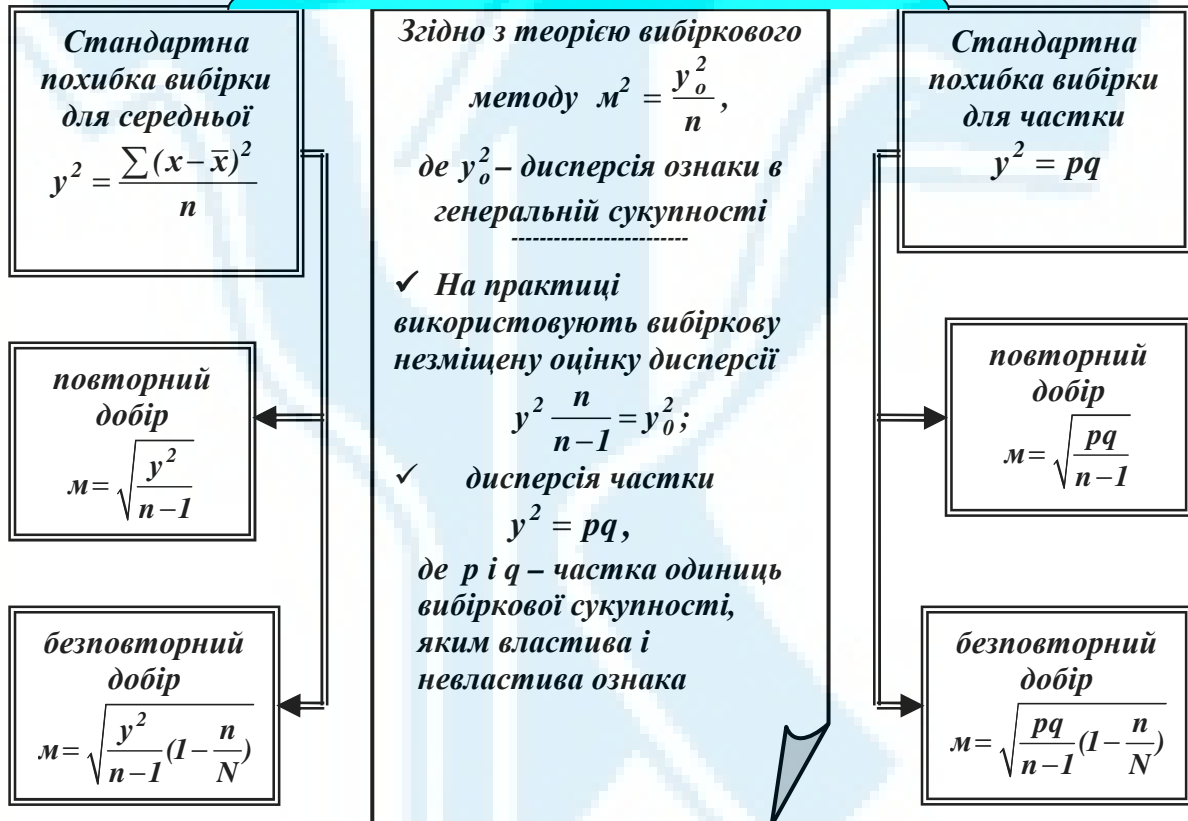 Стандартна
похибка вибірки
для середньої
y² = ∑(x − x̅)² / n
повторний
добір
м = √(y² / (n−1))
безповторний
добір
м = √(y² / (n−1) (1 − n/N))
Згідно з теорією вибіркового
методу м² = yₒ² / n ,
де yₒ² – дисперсія ознаки в
генеральній сукупності
-----------------------
✓ На практиці
використовують вибіркову
незміщену оцінку дисперсії
y² n / (n−1) = y₀² ;
✓ дисперсія частки
y² = pq ,
де p і q – частка одиниць
вибіркової сукупності,
яким властива і
невластива ознака
Стандартна
похибка вибірки
для частки
y² = pq
повторний
добір
м = √(pq / (n−1))
безповторний
добір
м = √(pq / (n−1) (1 − n/N))